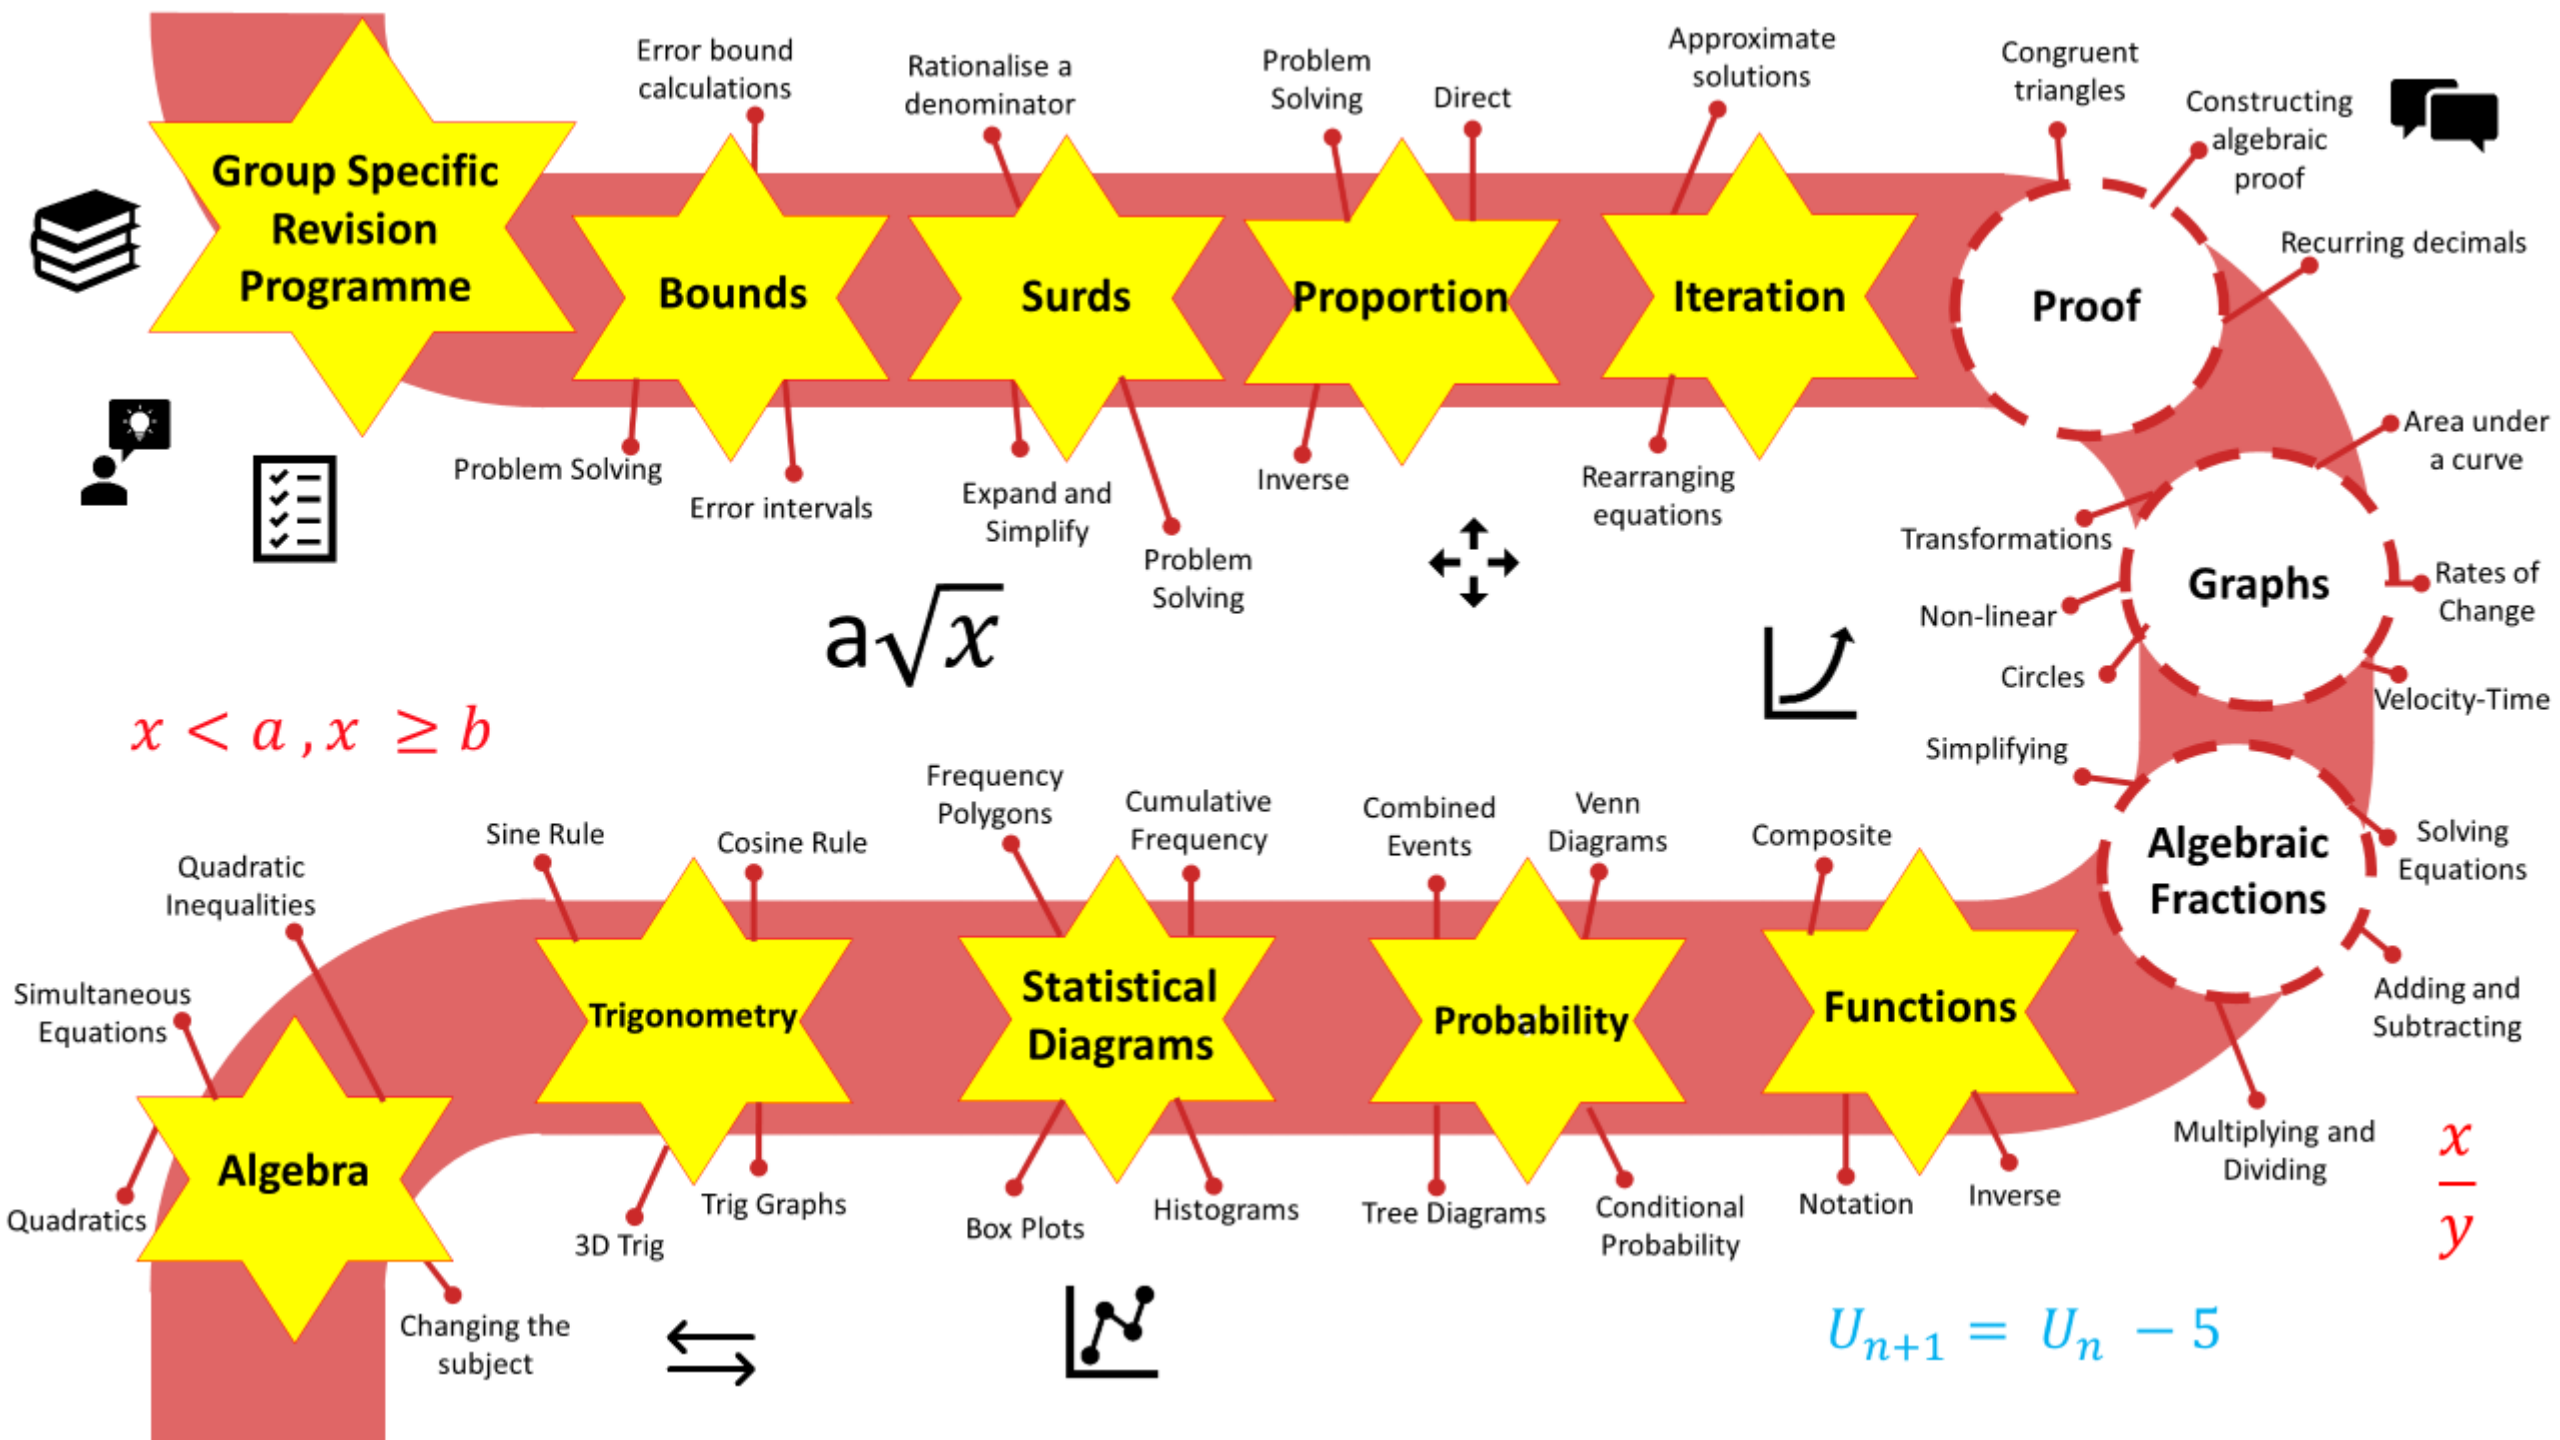 Group Specific
Revision
Programme
Error bound
calculations
Bounds
Problem Solving
Error intervals
Rationalise a
denominator
Surds
Expand and
Simplify
Problem
Solving
Problem
Solving
Direct
Proportion
Inverse
Approximate
solutions
Iteration
Rearranging
equations
Congruent
triangles
Constructing
algebraic
proof
Recurring decimals
Proof
Area under
a curve
Transformations
Graphs
Rates of
Change
Non-linear
Circles
Velocity-Time
a√x
x < a , x ≥ b
Simplifying
Algebraic
Fractions
Solving
Equations
Adding and
Subtracting
Multiplying and
Dividing
x
y
Composite
Functions
Notation
Inverse
Combined
Events
Venn
Diagrams
Probability
Tree Diagrams
Conditional
Probability
Frequency
Polygons
Cumulative
Frequency
Statistical
Diagrams
Box Plots
Histograms
Sine Rule
Cosine Rule
Trigonometry
3D Trig
Trig Graphs
Quadratic
Inequalities
Simultaneous
Equations
Algebra
Quadratics
Changing the
subject
Uₙ₊₁ = Uₙ − 5